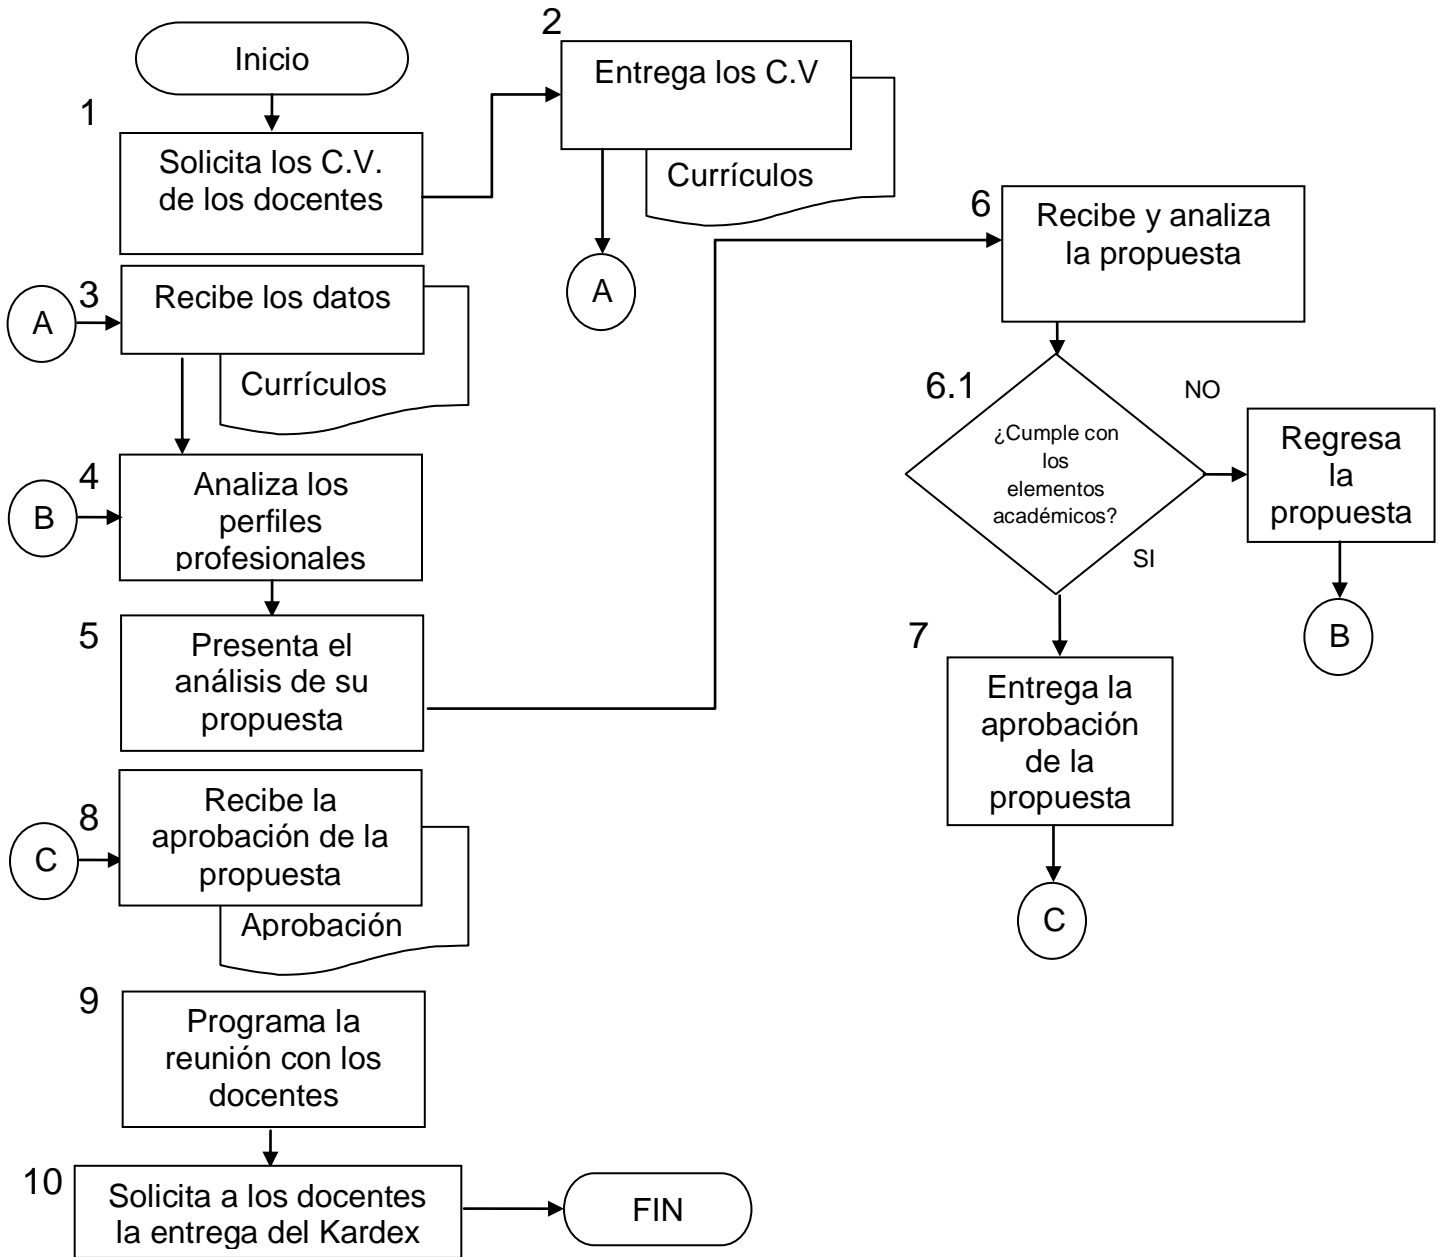 Inicio
1
Solicita los C.V.
de los docentes
2
Entrega los C.V
Currículos
A
A
3
Recibe los datos
Currículos
B
4
Analiza los
perfiles
profesionales
5
Presenta el
análisis de su
propuesta
6
Recibe y analiza
la propuesta
6.1
¿Cumple con
los
elementos
académicos?
NO
Regresa
la
propuesta
B
SI
7
Entrega la
aprobación
de la
propuesta
C
C
8
Recibe la
aprobación de la
propuesta
Aprobación
9
Programa la
reunión con los
docentes
10
Solicita a los docentes
la entrega del Kardex
FIN